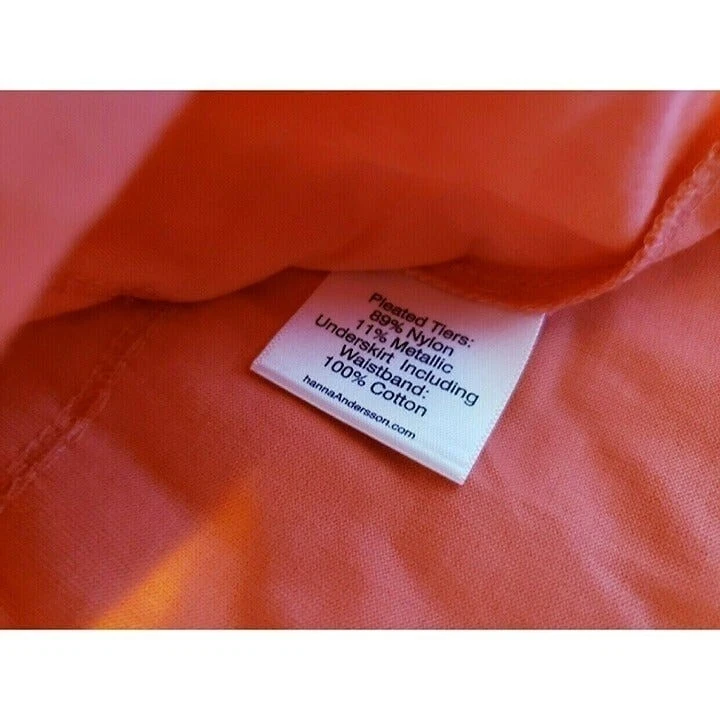 Pleated Tiers:
89% Nylon
11% Metallic
Underskirt Including
Waistband:
100% Cotton
hannaAndersson.com